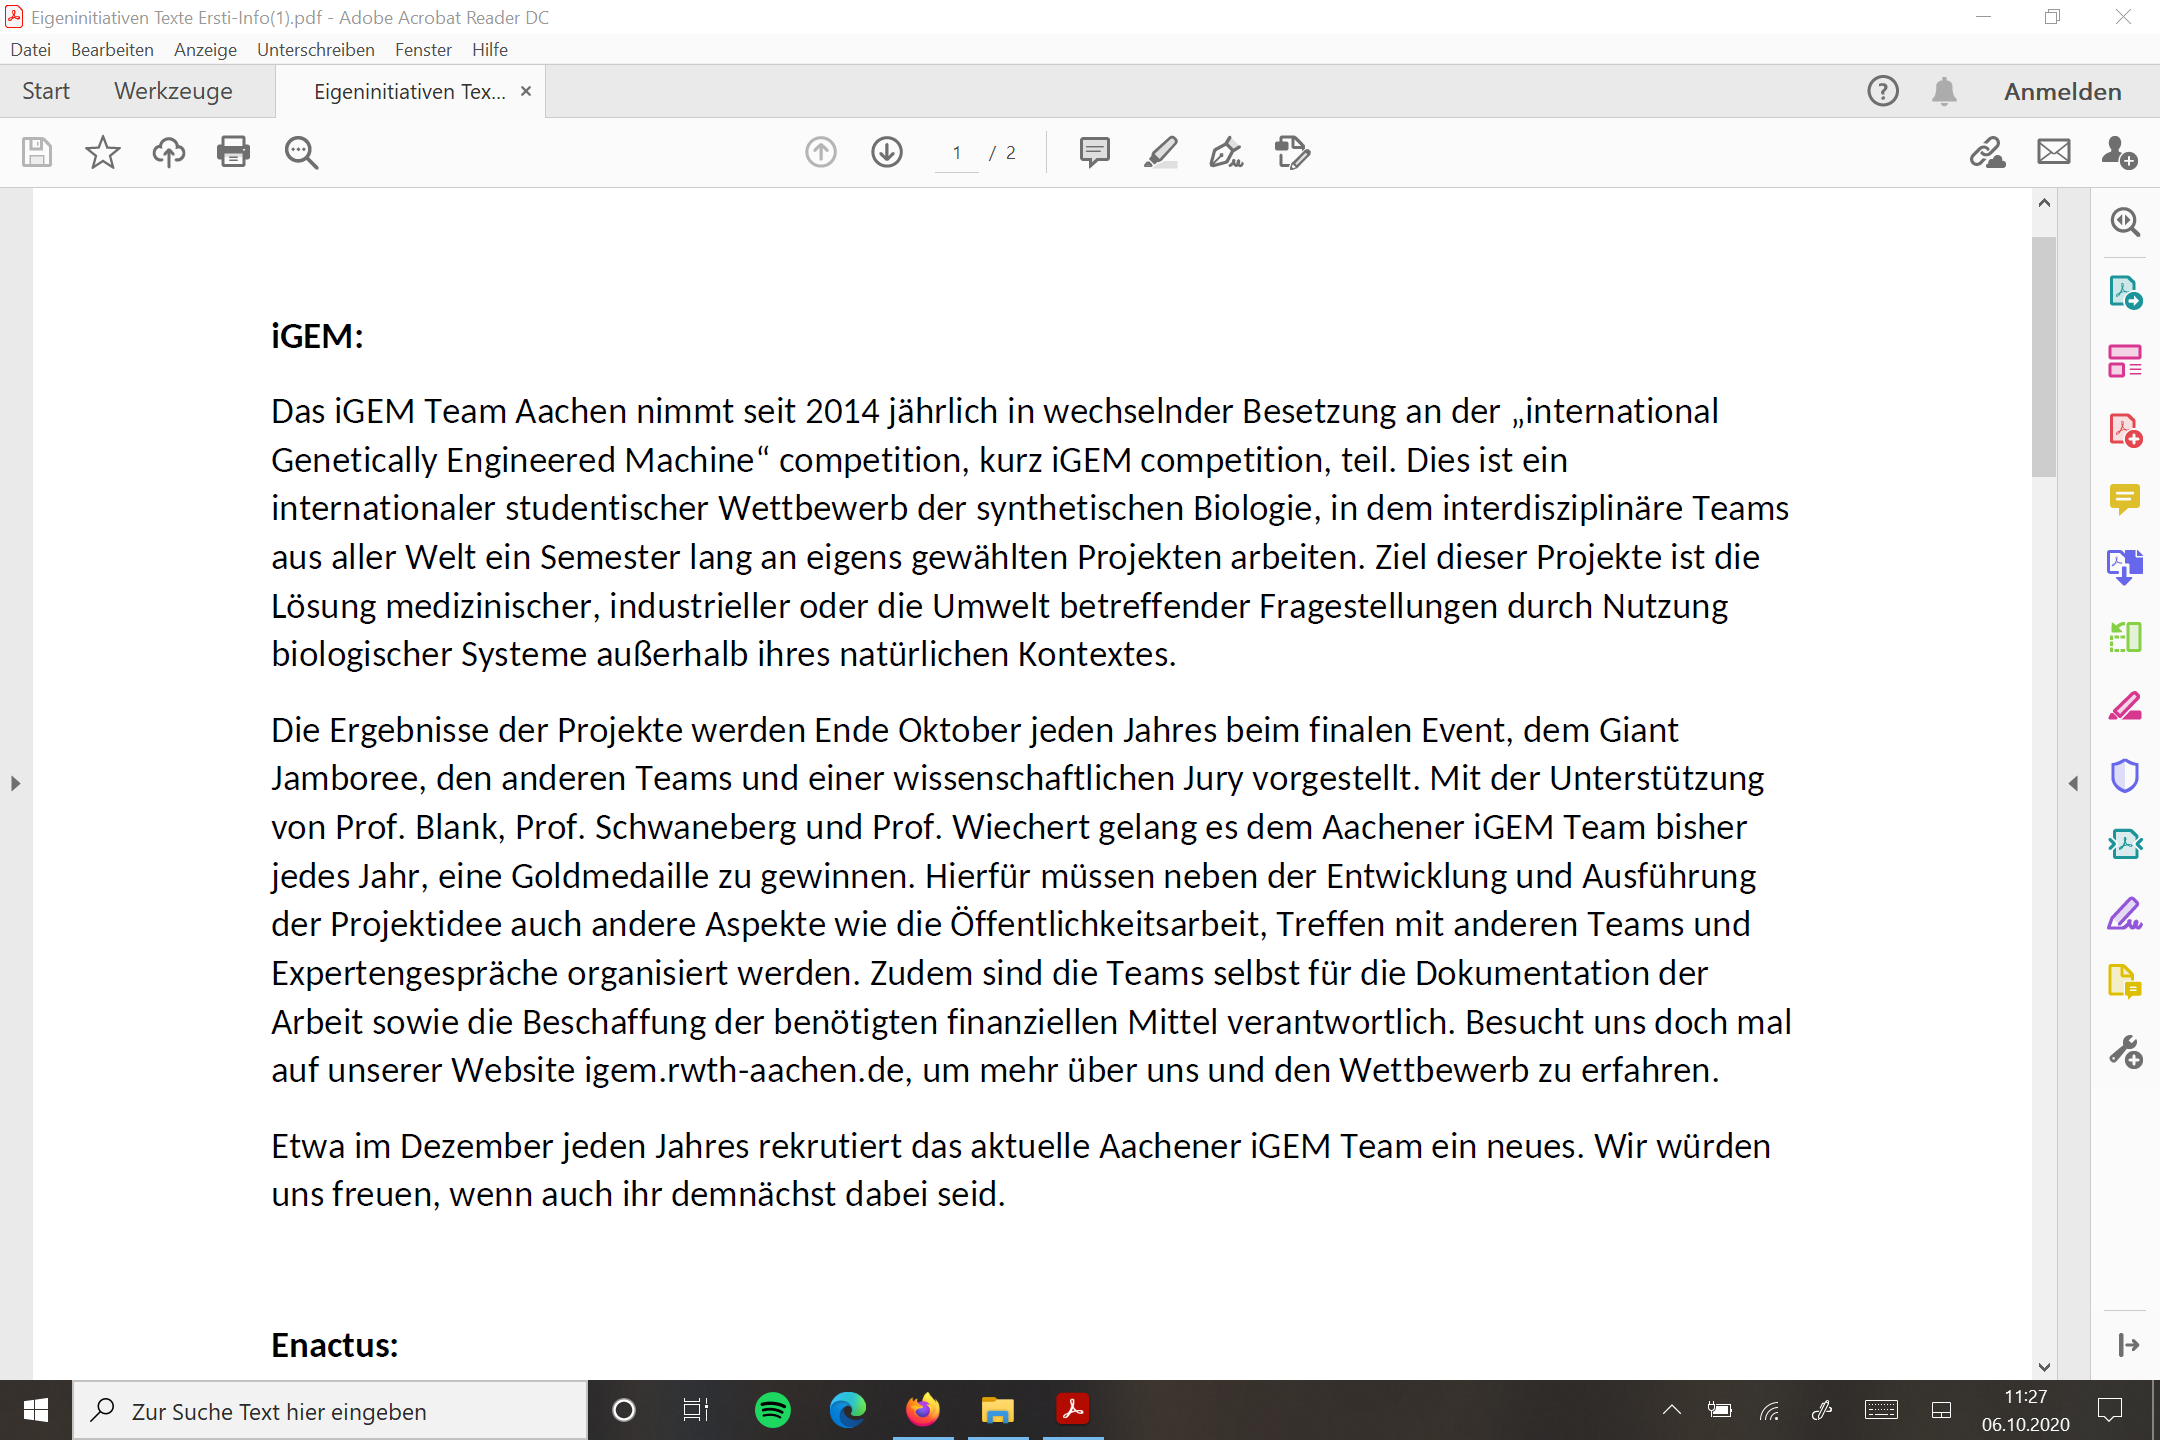 Eigeninitiativen Texte Ersti-Info(1).pdf - Adobe Acrobat Reader DC
Datei Bearbeiten Anzeige Unterschreiben Fenster Hilfe
Start Werkzeuge Eigeninitiativen Tex... × Anmelden
1 / 2
iGEM:
Das iGEM Team Aachen nimmt seit 2014 jährlich in wechselnder Besetzung an der „international
Genetically Engineered Machine“ competition, kurz iGEM competition, teil. Dies ist ein
internationaler studentischer Wettbewerb der synthetischen Biologie, in dem interdisziplinäre Teams
aus aller Welt ein Semester lang an eigens gewählten Projekten arbeiten. Ziel dieser Projekte ist die
Lösung medizinischer, industrieller oder die Umwelt betreffender Fragestellungen durch Nutzung
biologischer Systeme außerhalb ihres natürlichen Kontextes.
Die Ergebnisse der Projekte werden Ende Oktober jeden Jahres beim finalen Event, dem Giant
Jamboree, den anderen Teams und einer wissenschaftlichen Jury vorgestellt. Mit der Unterstützung
von Prof. Blank, Prof. Schwaneberg und Prof. Wiechert gelang es dem Aachener iGEM Team bisher
jedes Jahr, eine Goldmedaille zu gewinnen. Hierfür müssen neben der Entwicklung und Ausführung
der Projektidee auch andere Aspekte wie die Öffentlichkeitsarbeit, Treffen mit anderen Teams und
Expertengespräche organisiert werden. Zudem sind die Teams selbst für die Dokumentation der
Arbeit sowie die Beschaffung der benötigten finanziellen Mittel verantwortlich. Besucht uns doch mal
auf unserer Website igem.rwth-aachen.de, um mehr über uns und den Wettbewerb zu erfahren.
Etwa im Dezember jeden Jahres rekrutiert das aktuelle Aachener iGEM Team ein neues. Wir würden
uns freuen, wenn auch ihr demnächst dabei seid.
Enactus:
Zur Suche Text hier eingeben
11:27
06.10.2020